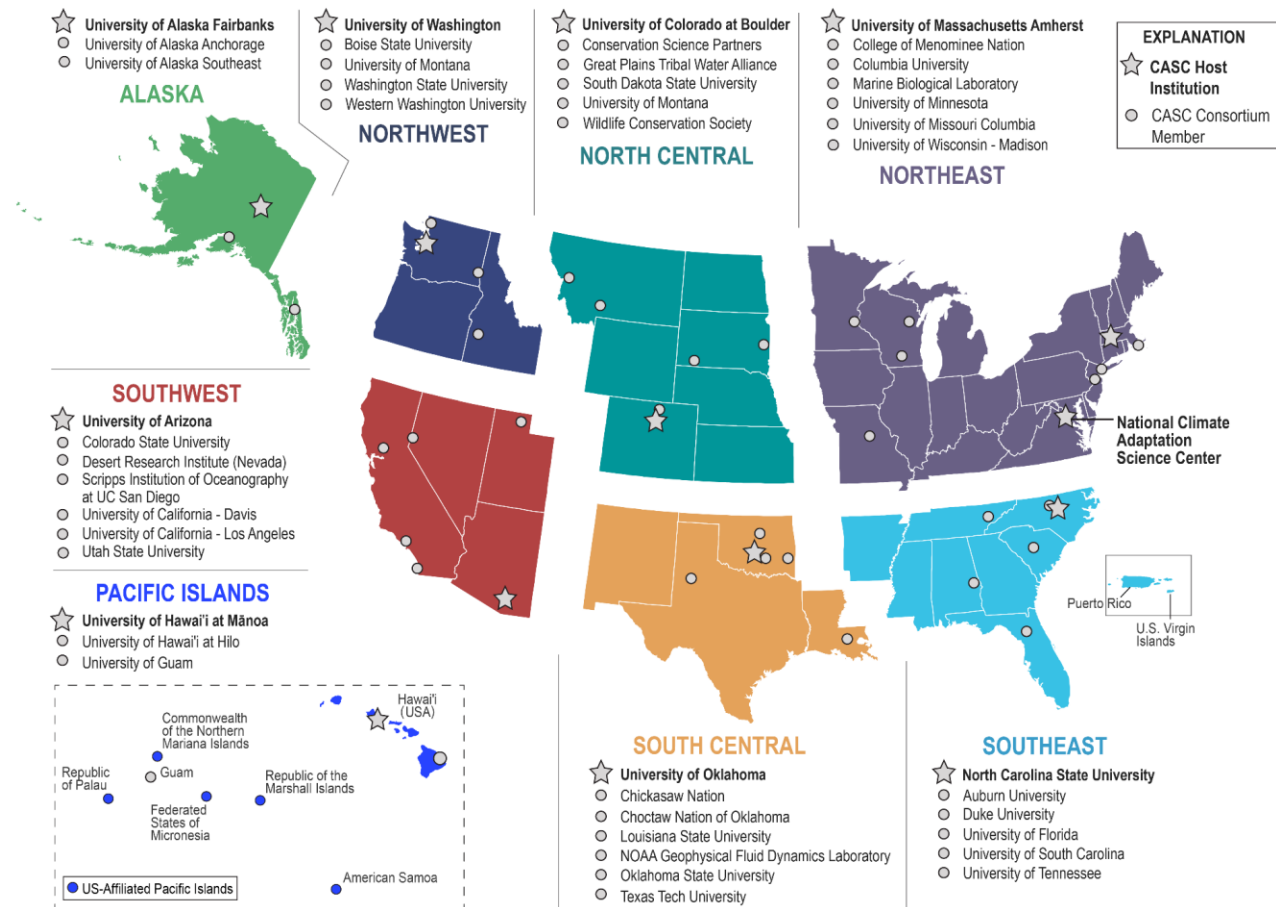 University of Alaska Fairbanks
University of Alaska Anchorage
University of Alaska Southeast
ALASKA
University of Washington
Boise State University
University of Montana
Washington State University
Western Washington University
NORTHWEST
University of Colorado at Boulder
Conservation Science Partners
Great Plains Tribal Water Alliance
South Dakota State University
University of Montana
Wildlife Conservation Society
NORTH CENTRAL
University of Massachusetts Amherst
College of Menominee Nation
Columbia University
Marine Biological Laboratory
University of Minnesota
University of Missouri Columbia
University of Wisconsin - Madison
NORTHEAST
EXPLANATION
CASC Host
Institution
CASC Consortium
Member
National Climate
Adaptation
Science Center
SOUTHWEST
University of Arizona
Colorado State University
Desert Research Institute (Nevada)
Scripps Institution of Oceanography
at UC San Diego
University of California - Davis
University of California - Los Angeles
Utah State University
PACIFIC ISLANDS
University of Hawai'i at Mānoa
University of Hawai'i at Hilo
University of Guam
Hawai'i
(USA)
Commonwealth
of the Northern
Mariana Islands
Republic
of Palau
Guam
Republic of the
Marshall Islands
Federated
States of
Micronesia
American Samoa
US-Affiliated Pacific Islands
SOUTH CENTRAL
University of Oklahoma
Chickasaw Nation
Choctaw Nation of Oklahoma
Louisiana State University
NOAA Geophysical Fluid Dynamics Laboratory
Oklahoma State University
Texas Tech University
Puerto Rico
U.S. Virgin
Islands
SOUTHEAST
North Carolina State University
Auburn University
Duke University
University of Florida
University of South Carolina
University of Tennessee